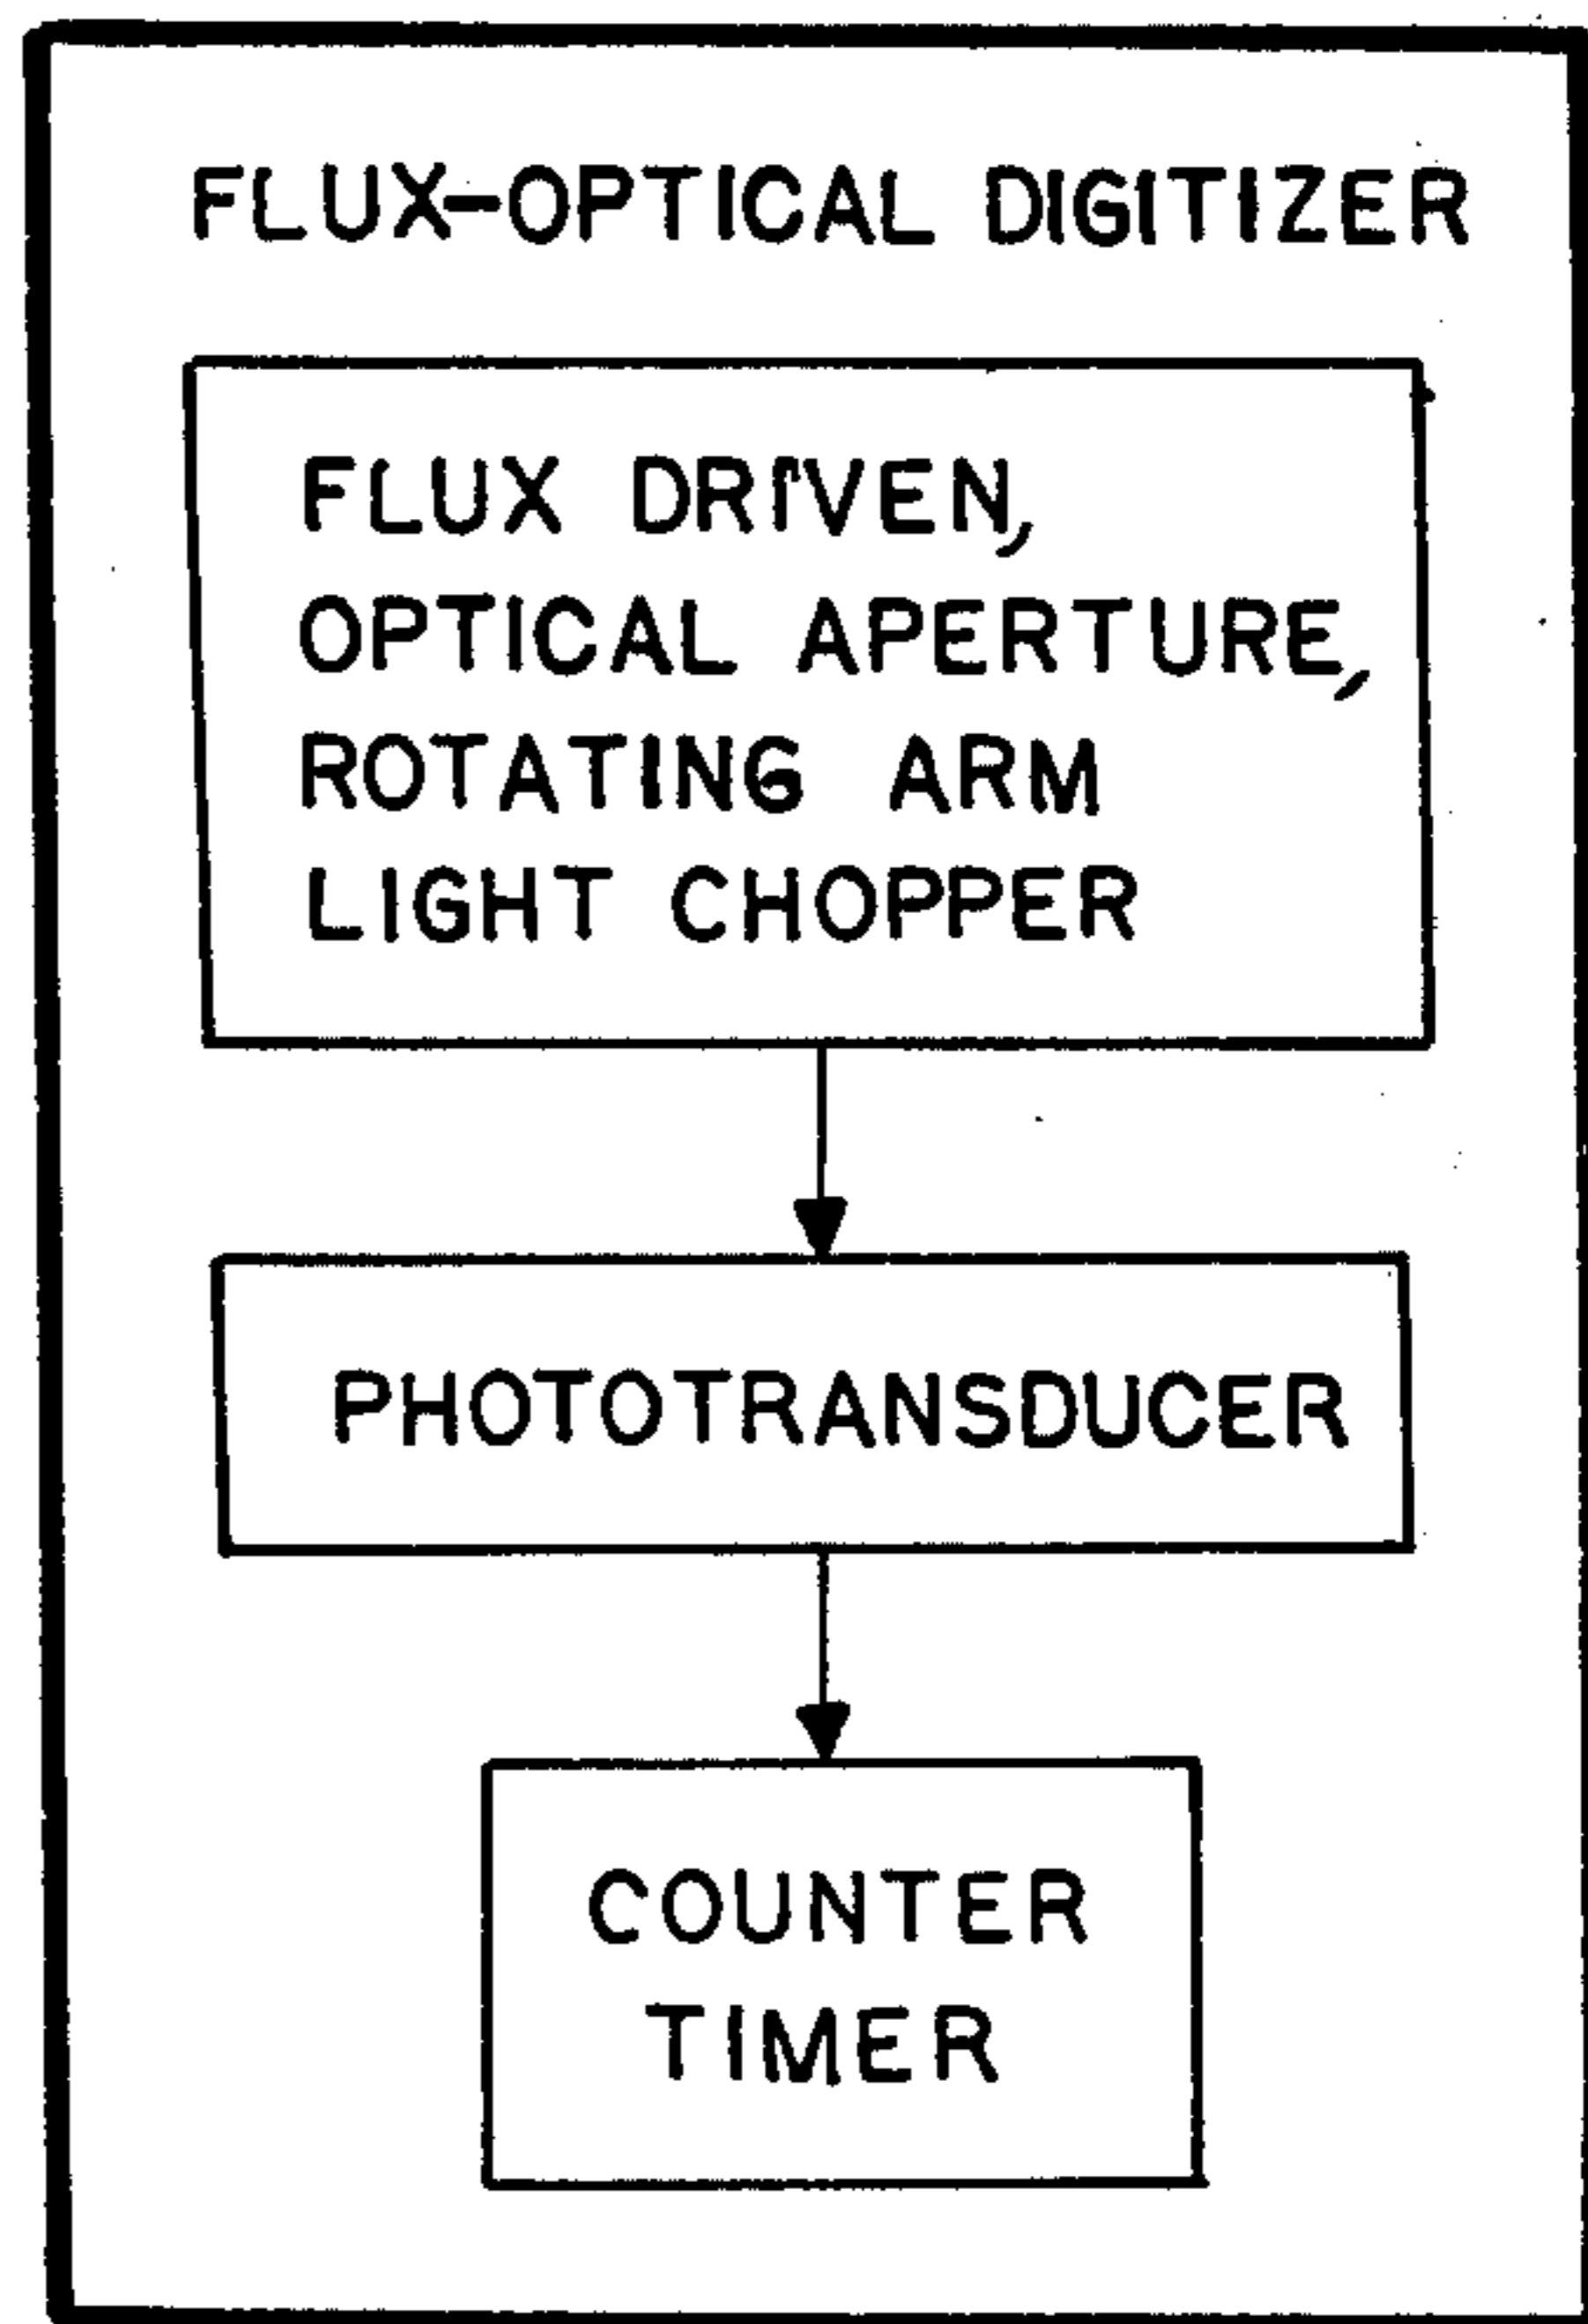 FLUX-OPTICAL DIGITIZER
FLUX DRIVEN,
OPTICAL APERTURE,
ROTATING ARM
LIGHT CHOPPER
PHOTOTRANSDUCER
COUNTER
TIMER